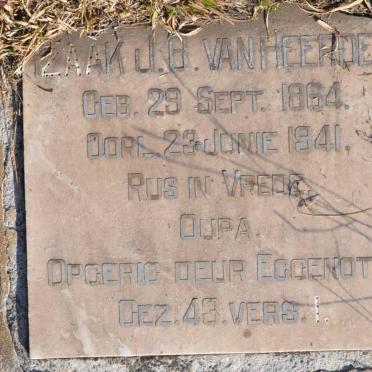 IZAAK J.B. VAN HEERDE
GEB. 29 SEPT. 1864.
OORL. 23 JUNIE 1941.
RUS IN VREDE.
OUPA.
OPGERIG DEUR EGGENOT
GEZ. 43. VERS. 1.